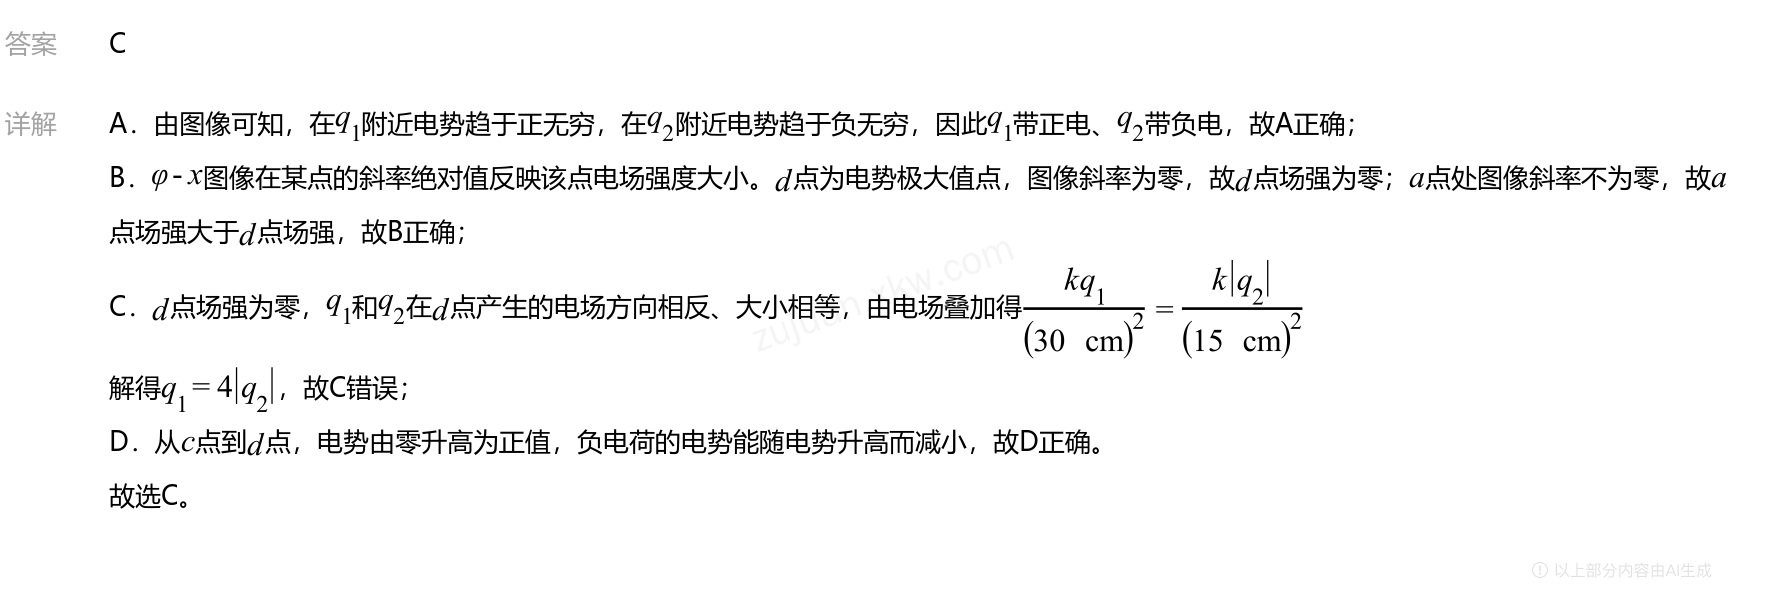 答案 C
详解 A．由图像可知，在q₁附近电势趋于正无穷，在q₂附近电势趋于负无穷，因此q₁带正电、q₂带负电，故A正确；
B．φ - x图像在某点的斜率绝对值反映该点电场强度大小。d点为电势极大值点，图像斜率为零，故d点场强为零；a点处图像斜率不为零，故a
点场强大于d点场强，故B正确；
C．d点场强为零，q₁和q₂在d点产生的电场方向相反、大小相等，由电场叠加得kq₁/(30 cm)² = k|q₂|/(15 cm)²
解得q₁ = 4|q₂|，故C错误；
D．从c点到d点，电势由零升高为正值，负电荷的电势能随电势升高而减小，故D正确。
故选C。
zujuan.xkw.com
以上部分内容由AI生成